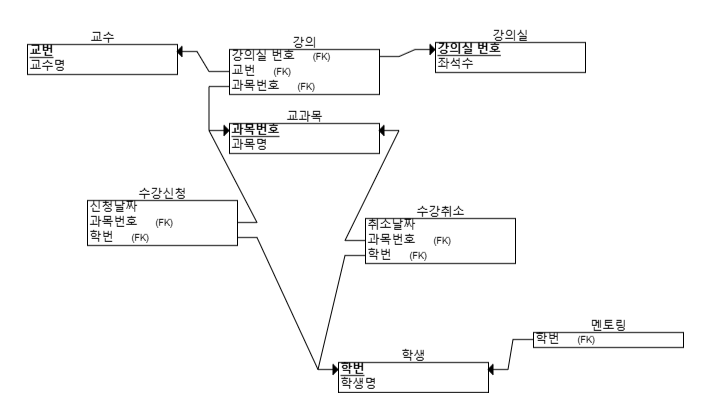 교수
교번
교수명
강의
강의실 번호 (FK)
교번 (FK)
과목번호 (FK)
강의실
강의실 번호
좌석수
교과목
과목번호
과목명
수강신청
신청날짜
과목번호 (FK)
학번 (FK)
수강취소
취소날짜
과목번호 (FK)
학번 (FK)
멘토링
학번 (FK)
학생
학번
학생명